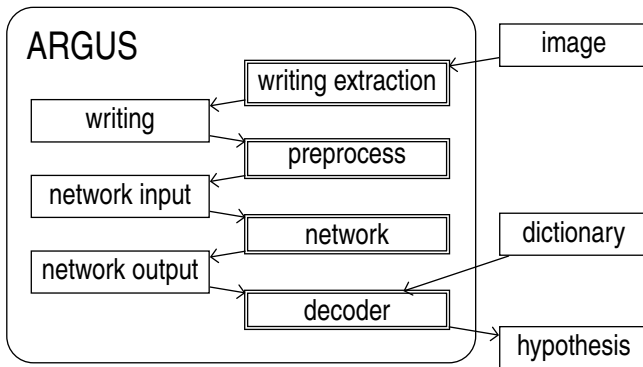 ARGUS
image
writing extraction
writing
preprocess
network input
network
dictionary
network output
decoder
hypothesis